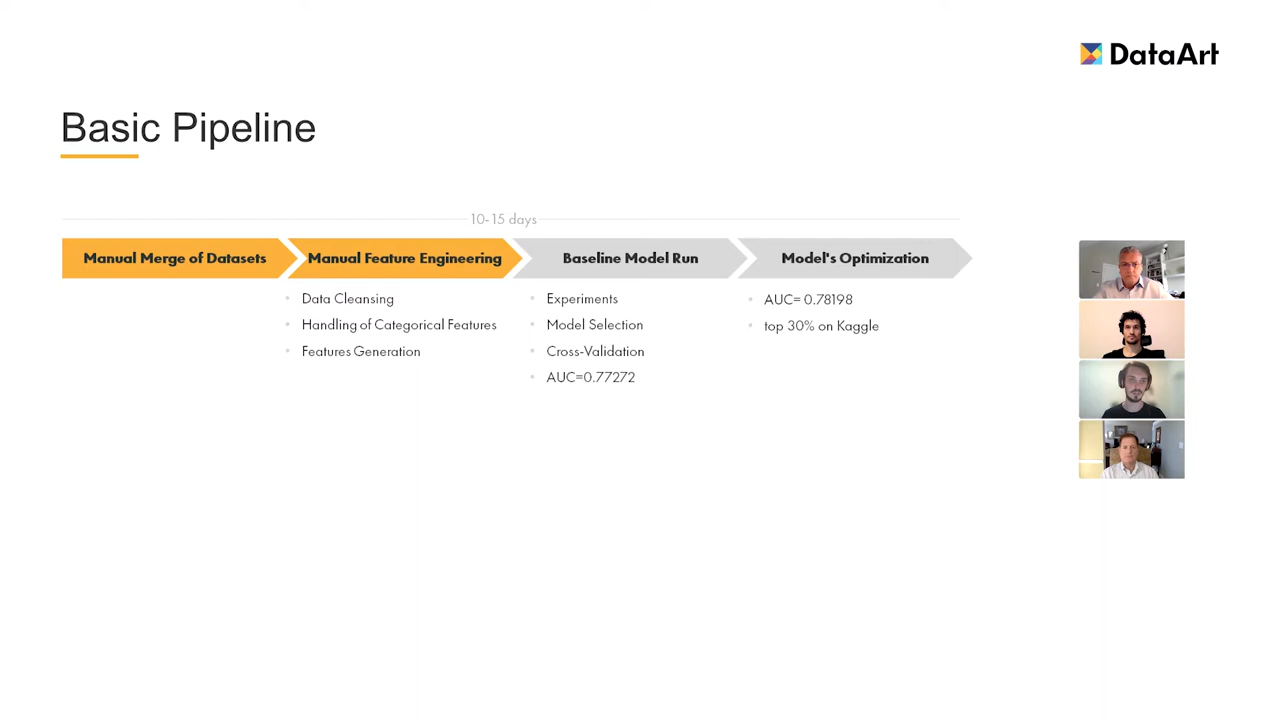 DataArt
Basic Pipeline
10-15 days
Manual Merge of Datasets
Manual Feature Engineering
Data Cleansing
Handling of Categorical Features
Features Generation
Baseline Model Run
Experiments
Model Selection
Cross-Validation
AUC=0.77272
Model's Optimization
AUC= 0.78198
top 30% on Kaggle